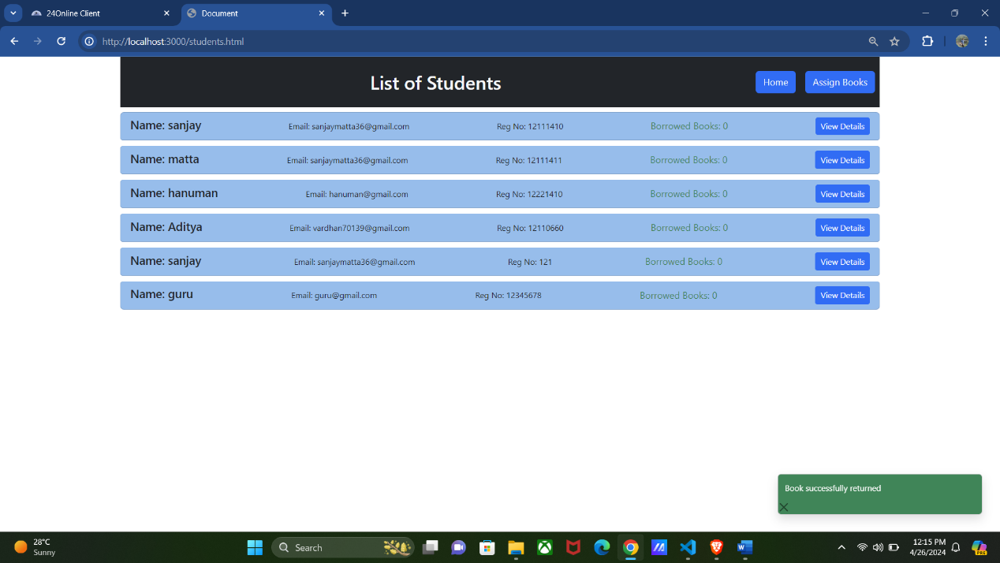 24Online Client
Document
http://localhost:3000/students.html
List of Students
Home
Assign Books
Name: sanjay Email: sanjaymatta36@gmail.com Reg No: 12111410 Borrowed Books: 0 View Details
Name: matta Email: sanjaymatta36@gmail.com Reg No: 12111411 Borrowed Books: 0 View Details
Name: hanuman Email: hanuman@gmail.com Reg No: 12221410 Borrowed Books: 0 View Details
Name: Aditya Email: vardhan70139@gmail.com Reg No: 12110660 Borrowed Books: 0 View Details
Name: sanjay Email: sanjaymatta36@gmail.com Reg No: 121 Borrowed Books: 0 View Details
Name: guru Email: guru@gmail.com Reg No: 12345678 Borrowed Books: 0 View Details
Book successfully returned
28°C
Sunny
Search
12:15 PM
4/26/2024
PRE